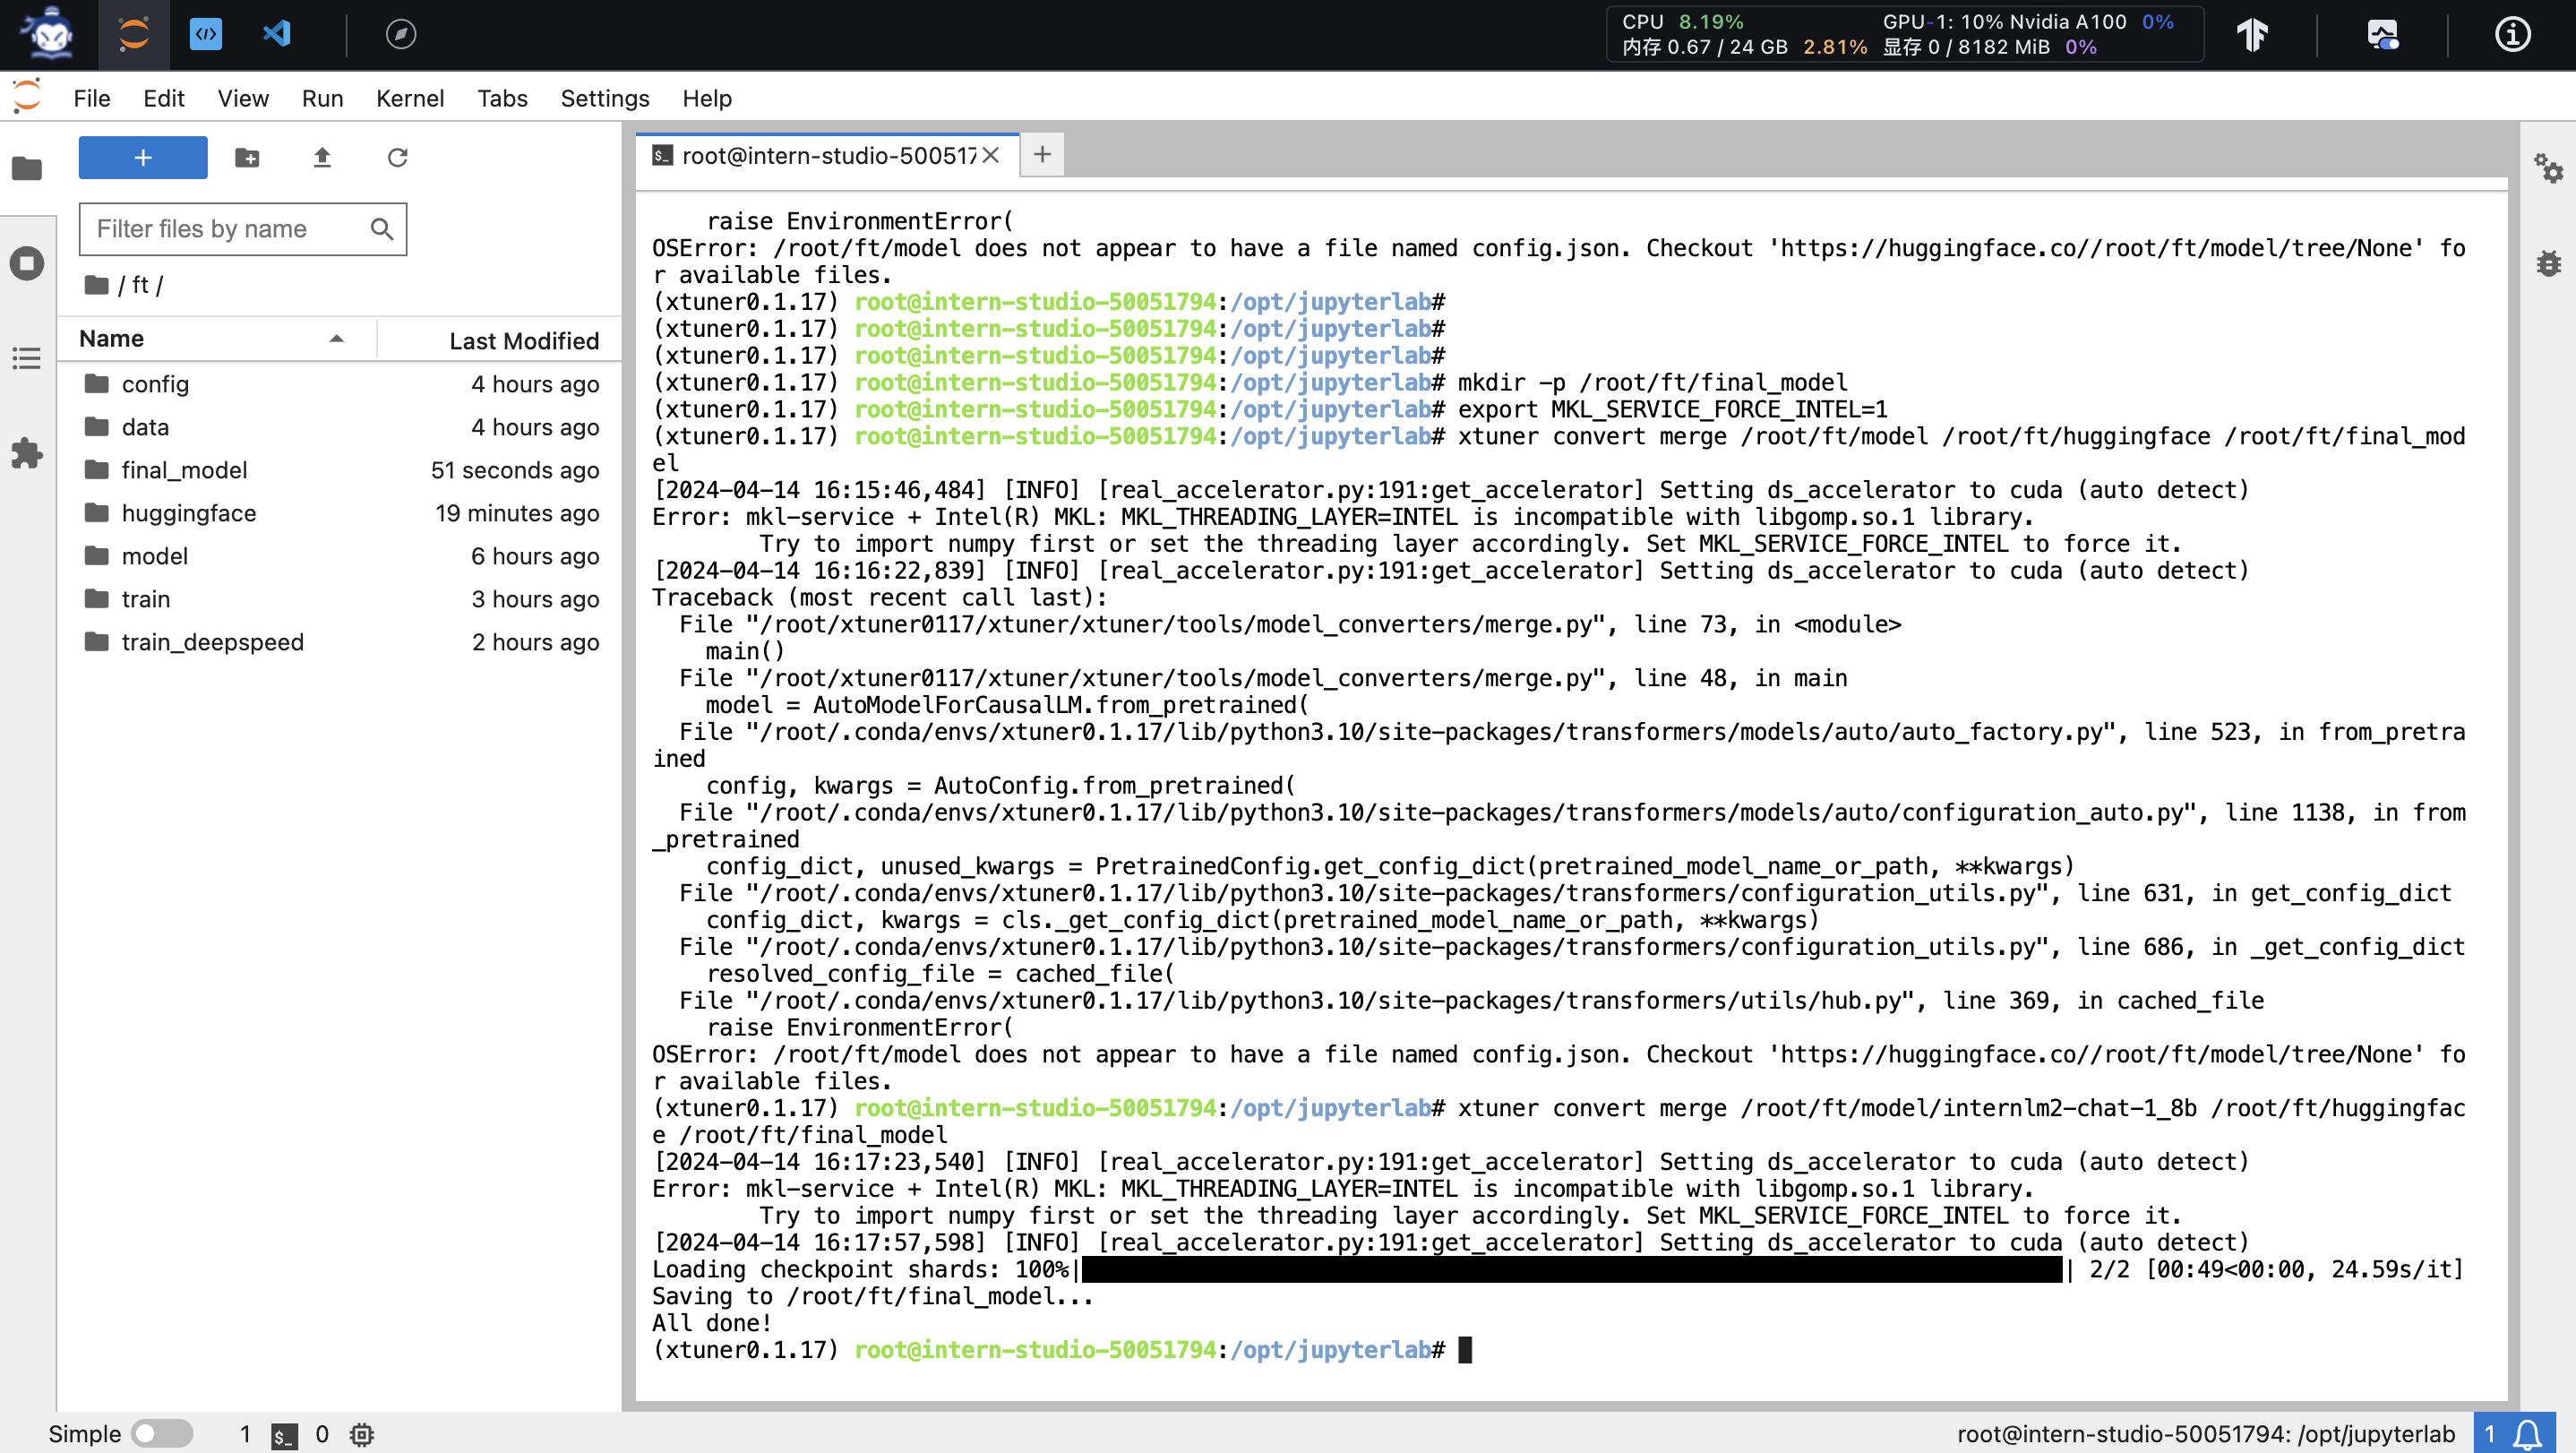 CPU 8.19% GPU-1: 10% Nvidia A100 0%
内存 0.67 / 24 GB 2.81% 显存 0 / 8182 MiB 0%
File Edit View Run Kernel Tabs Settings Help
root@intern-studio-500517
Filter files by name
/ ft /
Name Last Modified
config 4 hours ago
data 4 hours ago
final_model 51 seconds ago
huggingface 19 minutes ago
model 6 hours ago
train 3 hours ago
train_deepspeed 2 hours ago
    raise EnvironmentError(
OSError: /root/ft/model does not appear to have a file named config.json. Checkout 'https://huggingface.co//root/ft/model/tree/None' fo
r available files.
(xtuner0.1.17) root@intern-studio-50051794:/opt/jupyterlab#
(xtuner0.1.17) root@intern-studio-50051794:/opt/jupyterlab#
(xtuner0.1.17) root@intern-studio-50051794:/opt/jupyterlab#
(xtuner0.1.17) root@intern-studio-50051794:/opt/jupyterlab# mkdir -p /root/ft/final_model
(xtuner0.1.17) root@intern-studio-50051794:/opt/jupyterlab# export MKL_SERVICE_FORCE_INTEL=1
(xtuner0.1.17) root@intern-studio-50051794:/opt/jupyterlab# xtuner convert merge /root/ft/model /root/ft/huggingface /root/ft/final_mod
el
[2024-04-14 16:15:46,484] [INFO] [real_accelerator.py:191:get_accelerator] Setting ds_accelerator to cuda (auto detect)
Error: mkl-service + Intel(R) MKL: MKL_THREADING_LAYER=INTEL is incompatible with libgomp.so.1 library.
        Try to import numpy first or set the threading layer accordingly. Set MKL_SERVICE_FORCE_INTEL to force it.
[2024-04-14 16:16:22,839] [INFO] [real_accelerator.py:191:get_accelerator] Setting ds_accelerator to cuda (auto detect)
Traceback (most recent call last):
  File "/root/xtuner0117/xtuner/xtuner/tools/model_converters/merge.py", line 73, in <module>
    main()
  File "/root/xtuner0117/xtuner/xtuner/tools/model_converters/merge.py", line 48, in main
    model = AutoModelForCausalLM.from_pretrained(
  File "/root/.conda/envs/xtuner0.1.17/lib/python3.10/site-packages/transformers/models/auto/auto_factory.py", line 523, in from_pretra
ined
    config, kwargs = AutoConfig.from_pretrained(
  File "/root/.conda/envs/xtuner0.1.17/lib/python3.10/site-packages/transformers/models/auto/configuration_auto.py", line 1138, in from
_pretrained
    config_dict, unused_kwargs = PretrainedConfig.get_config_dict(pretrained_model_name_or_path, **kwargs)
  File "/root/.conda/envs/xtuner0.1.17/lib/python3.10/site-packages/transformers/configuration_utils.py", line 631, in get_config_dict
    config_dict, kwargs = cls._get_config_dict(pretrained_model_name_or_path, **kwargs)
  File "/root/.conda/envs/xtuner0.1.17/lib/python3.10/site-packages/transformers/configuration_utils.py", line 686, in _get_config_dict
    resolved_config_file = cached_file(
  File "/root/.conda/envs/xtuner0.1.17/lib/python3.10/site-packages/transformers/utils/hub.py", line 369, in cached_file
    raise EnvironmentError(
OSError: /root/ft/model does not appear to have a file named config.json. Checkout 'https://huggingface.co//root/ft/model/tree/None' fo
r available files.
(xtuner0.1.17) root@intern-studio-50051794:/opt/jupyterlab# xtuner convert merge /root/ft/model/internlm2-chat-1_8b /root/ft/huggingfac
e /root/ft/final_model
[2024-04-14 16:17:23,540] [INFO] [real_accelerator.py:191:get_accelerator] Setting ds_accelerator to cuda (auto detect)
Error: mkl-service + Intel(R) MKL: MKL_THREADING_LAYER=INTEL is incompatible with libgomp.so.1 library.
        Try to import numpy first or set the threading layer accordingly. Set MKL_SERVICE_FORCE_INTEL to force it.
[2024-04-14 16:17:57,598] [INFO] [real_accelerator.py:191:get_accelerator] Setting ds_accelerator to cuda (auto detect)
Loading checkpoint shards: 100%| | 2/2 [00:49<00:00, 24.59s/it]
Saving to /root/ft/final_model...
All done!
(xtuner0.1.17) root@intern-studio-50051794:/opt/jupyterlab#
Simple 1 $_ 0 root@intern-studio-50051794: /opt/jupyterlab 1